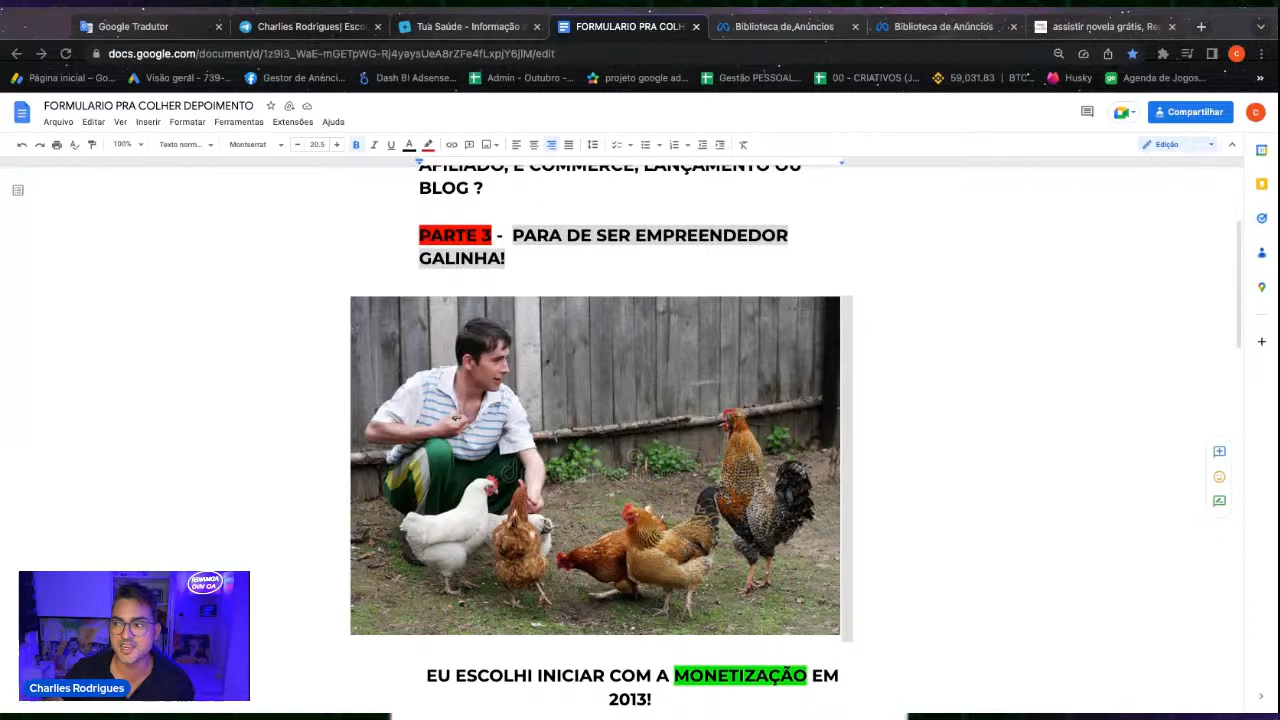 Google Tradutor
Charlies Rodrigues| Esco
Tua Saúde - Informação d
FORMULARIO PRA COLH
Biblioteca de Anúncios
Biblioteca de Anúncios
assistir novela grátis, Rea
docs.google.com/document/d/1z9i3_WaE-mGETpWG-Rj4yaysUeA8rZFe4fLxpjY6jlM/edit
Página inicial – Go...
Visão geral - 739-...
Gestor de Anúnci...
Dash BI Adsense...
Admin - Outubro -...
projeto google ad...
Gestão PESSOAL...
00 - CRIATIVOS (J...
59,031.83 | BTC...
Husky
Agenda de Jogos...
»
FORMULARIO PRA COLHER DEPOIMENTO
Arquivo Editar Ver Inserir Formatar Ferramentas Extensões Ajuda
Compartilhar
C
100% Texto norm... Montserrat – 20.5 + B I U A Edição
AFILIADO, E COMMERCE, LANÇAMENTO OU
BLOG ?
PARTE 3 - PARA DE SER EMPREENDEDOR
GALINHA!
EU ESCOLHI INICIAR COM A MONETIZAÇÃO EM
2013!
Charlies Rodrigues